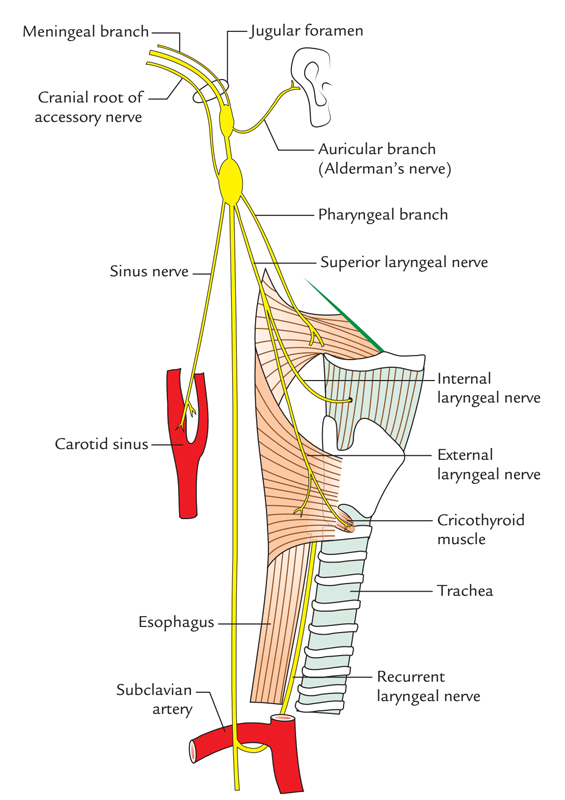 Meningeal branch
Jugular foramen
Cranial root of
accessory nerve
Auricular branch
(Alderman's nerve)
Pharyngeal branch
Superior laryngeal nerve
Sinus nerve
Internal
laryngeal nerve
Carotid sinus
External
laryngeal nerve
Cricothyroid
muscle
Trachea
Esophagus
Recurrent
laryngeal nerve
Subclavian
artery